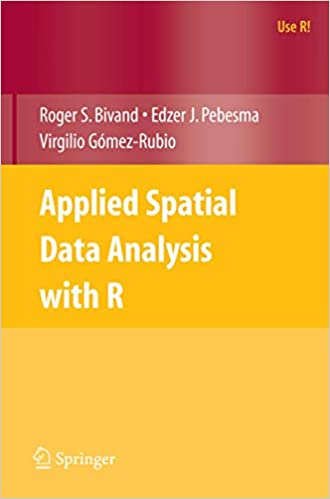 Use R!
Roger S. Bivand · Edzer J. Pebesma
Virgilio Gómez-Rubio
Applied Spatial
Data Analysis
with R
Springer